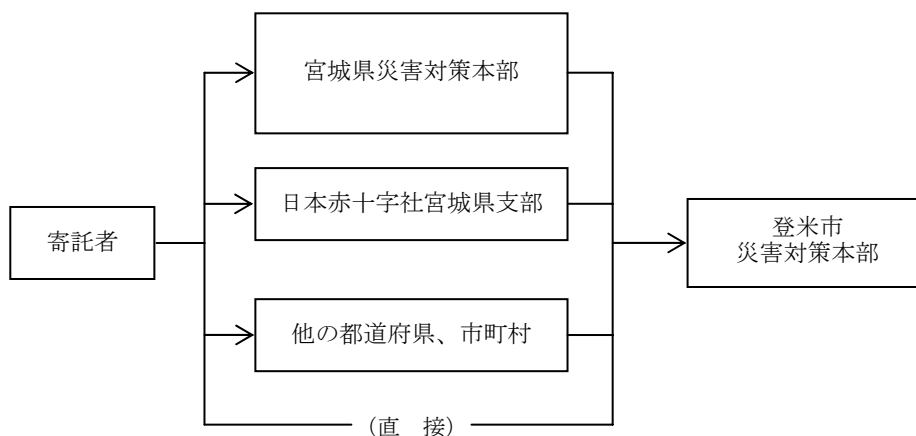 宮城県災害対策本部
日本赤十字社宮城県支部
寄託者
登米市
災害対策本部
他の都道府県、市町村
(直　接)